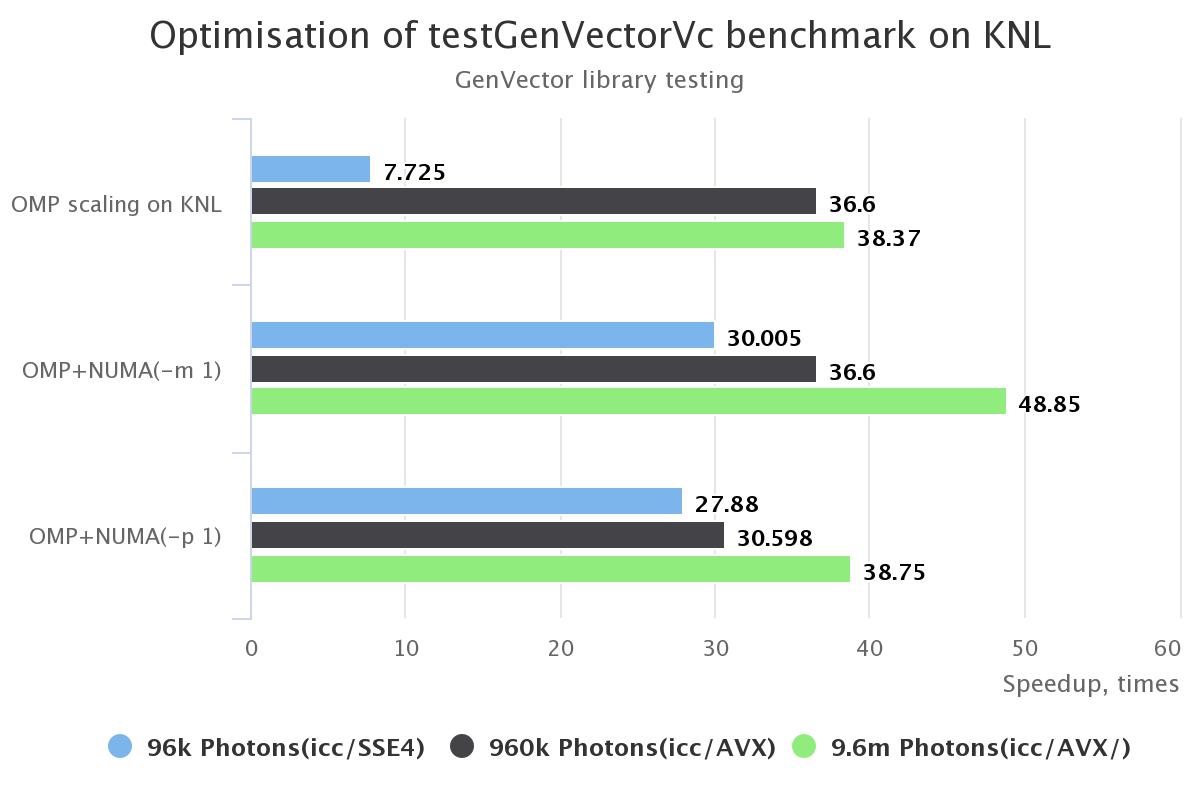 Optimisation of testGenVectorVc benchmark on KNL
GenVector library testing
OMP scaling on KNL
7.725
36.6
38.37
OMP+NUMA(-m 1)
30.005
36.6
48.85
OMP+NUMA(-p 1)
27.88
30.598
38.75
0 10 20 30 40 50 60
Speedup, times
96k Photons(icc/SSE4) 960k Photons(icc/AVX) 9.6m Photons(icc/AVX/)